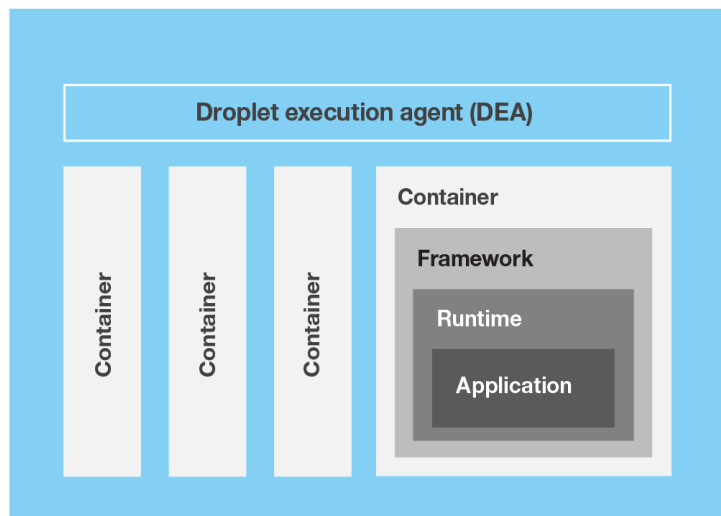 Droplet execution agent (DEA)
Container
Container
Container
Container
Framework
Runtime
Application